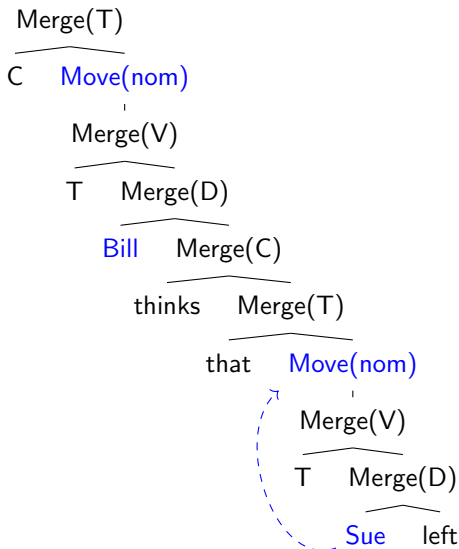 Merge(T)
C Move(nom)
Merge(V)
T Merge(D)
Bill Merge(C)
thinks Merge(T)
that Move(nom)
Merge(V)
T Merge(D)
Sue left